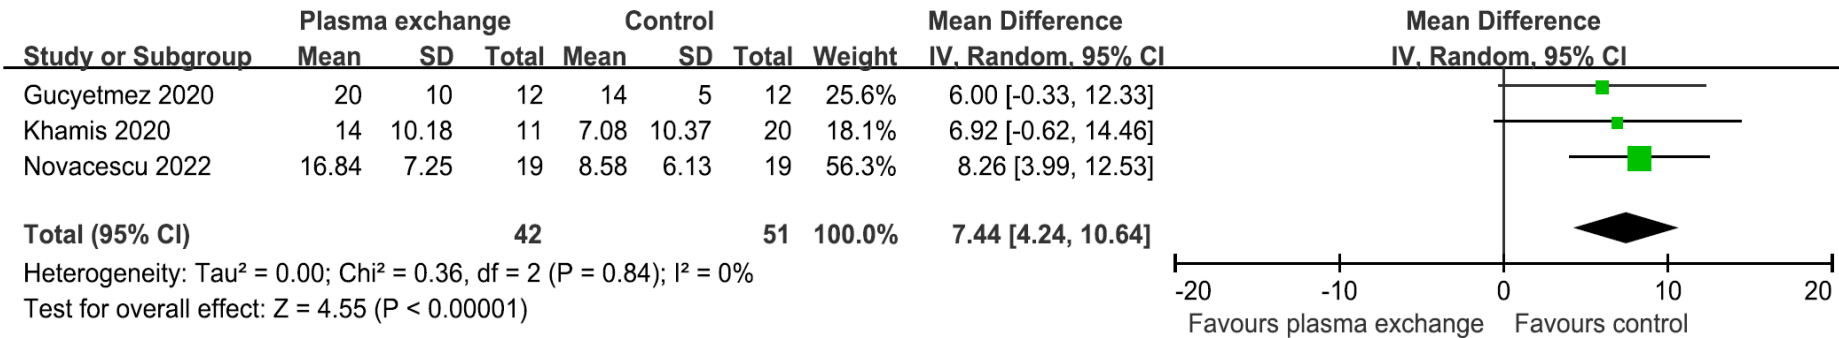 Plasma exchange Control Mean Difference Mean Difference
Study or Subgroup Mean SD Total Mean SD Total Weight IV, Random, 95% CI IV, Random, 95% CI
Gucyetmez 2020 20 10 12 14 5 12 25.6% 6.00 [-0.33, 12.33]
Khamis 2020 14 10.18 11 7.08 10.37 20 18.1% 6.92 [-0.62, 14.46]
Novacescu 2022 16.84 7.25 19 8.58 6.13 19 56.3% 8.26 [3.99, 12.53]
Total (95% CI) 42 51 100.0% 7.44 [4.24, 10.64]
Heterogeneity: Tau² = 0.00; Chi² = 0.36, df = 2 (P = 0.84); I² = 0%
Test for overall effect: Z = 4.55 (P < 0.00001)
-20 -10 0 10 20
Favours plasma exchange Favours control